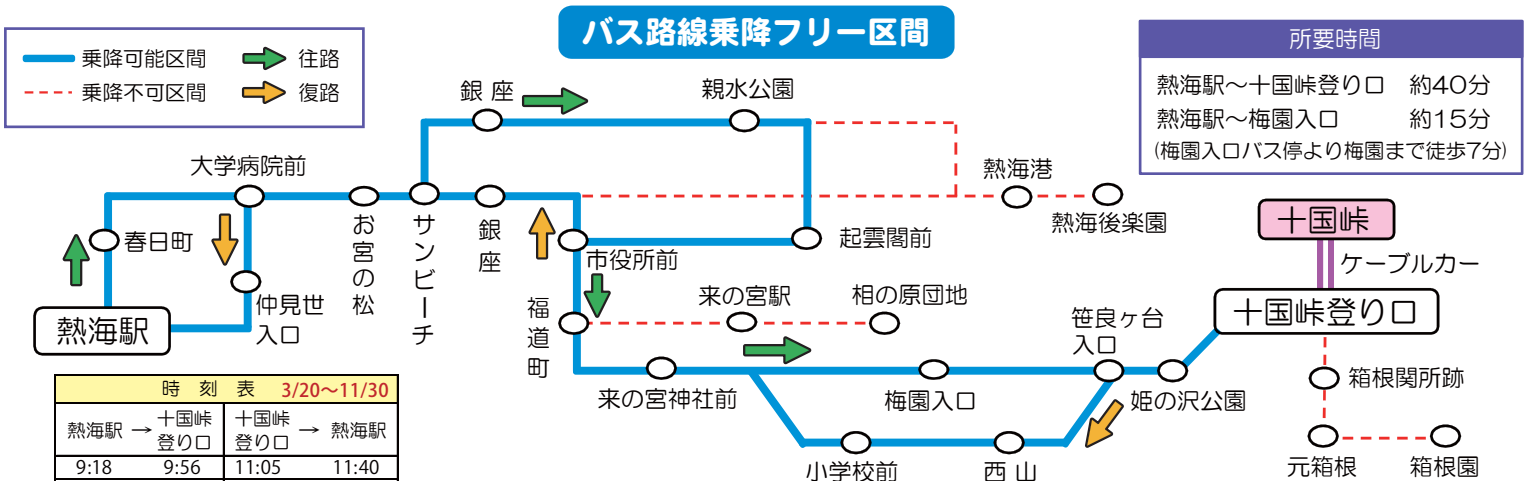 バス路線乗降フリー区間
乗降可能区間
往路
乗降不可区間
復路
所要時間
熱海駅～十国峠登り口 約40分
熱海駅～梅園入口 約15分
(梅園入口バス停より梅園まで徒歩7分)
銀 座
親水公園
大学病院前
熱海港
熱海後楽園
春日町
お宮の松
サンビーチ
銀座
市役所前
起雲閣前
十国峠
ケーブルカー
十国峠登り口
熱海駅
仲見世
入口
福道町
来の宮駅
相の原団地
笹良ヶ台
入口
来の宮神社前
梅園入口
姫の沢公園
箱根関所跡
小学校前
西 山
元箱根
箱根園
時 刻 表 3/20～11/30
熱海駅 → 十国峠登り口 十国峠登り口 → 熱海駅
9:18 9:56 11:05 11:40